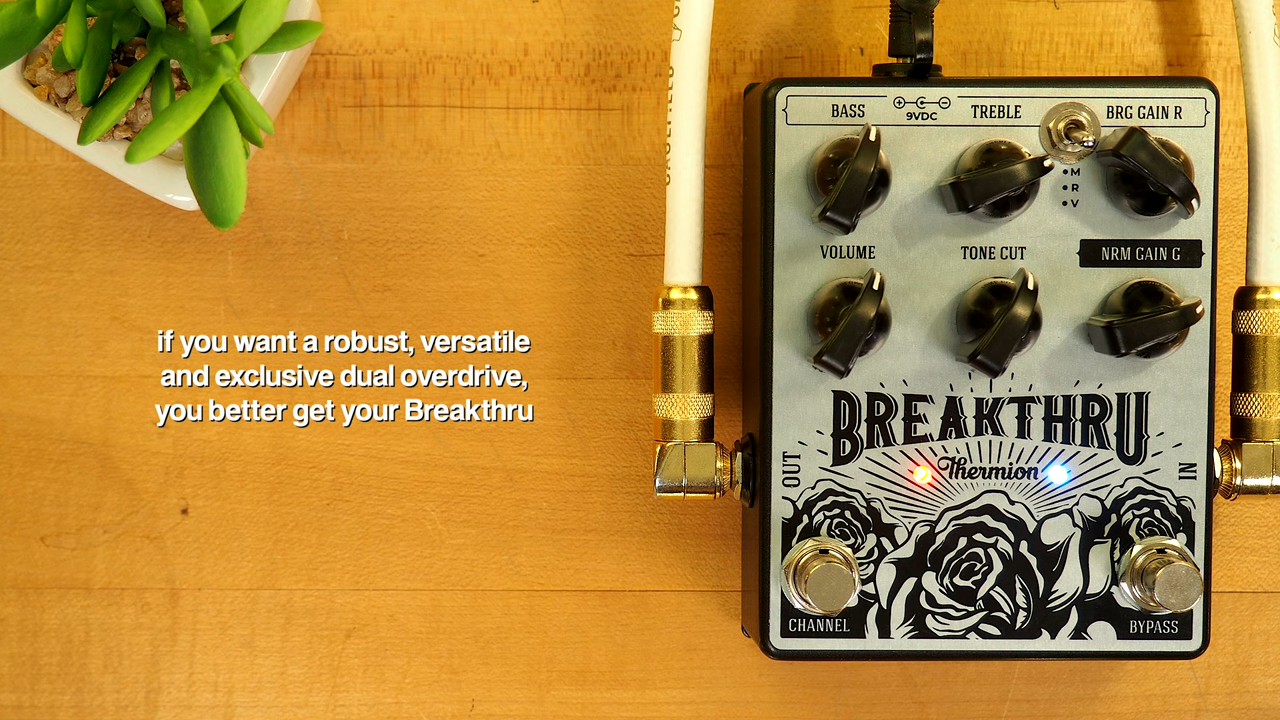 if you want a robust, versatile
and exclusive dual overdrive,
you better get your Breakthru
BASS
9VDC
TREBLE
BRG GAIN R
M
R
V
VOLUME
TONE CUT
NRM GAIN G
BREAKTHRU
Thermion
OUT
IN
CHANNEL
BYPASS